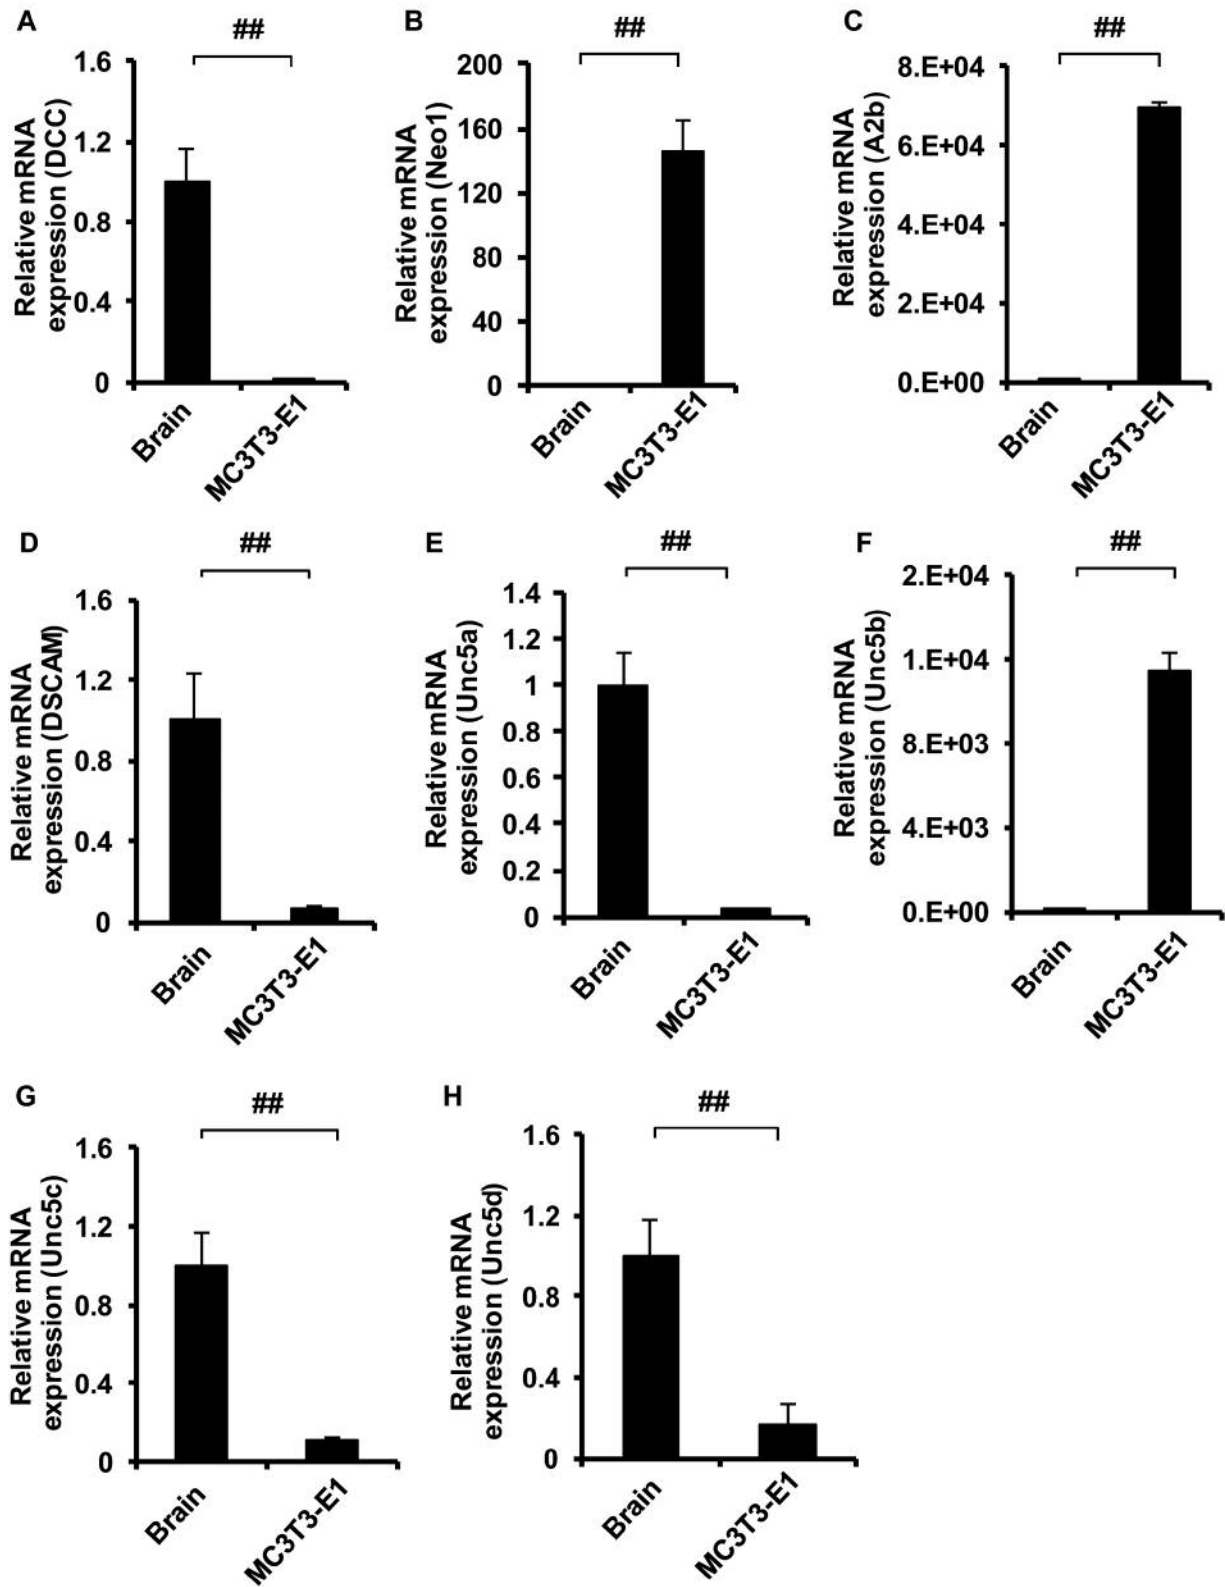 A
##
Relative mRNA
expression (DCC)
1.6
1.2
0.8
0.4
0
Brain
MC3T3-E1
B
##
Relative mRNA
expression (Neo1)
200
160
120
80
40
0
Brain
MC3T3-E1
C
##
Relative mRNA
expression (A2b)
8.E+04
6.E+04
4.E+04
2.E+04
0.E+00
Brain
MC3T3-E1
D
##
Relative mRNA
expression (DSCAM)
1.6
1.2
0.8
0.4
0
Brain
MC3T3-E1
E
##
Relative mRNA
expression (Unc5a)
1.4
1.2
1
0.8
0.6
0.4
0.2
0
Brain
MC3T3-E1
F
##
Relative mRNA
expression (Unc5b)
2.E+04
1.E+04
8.E+03
4.E+03
0.E+00
Brain
MC3T3-E1
G
##
Relative mRNA
expression (Unc5c)
1.6
1.2
0.8
0.4
0
Brain
MC3T3-E1
H
##
Relative mRNA
expression (Unc5d)
1.6
1.2
0.8
0.4
0
Brain
MC3T3-E1